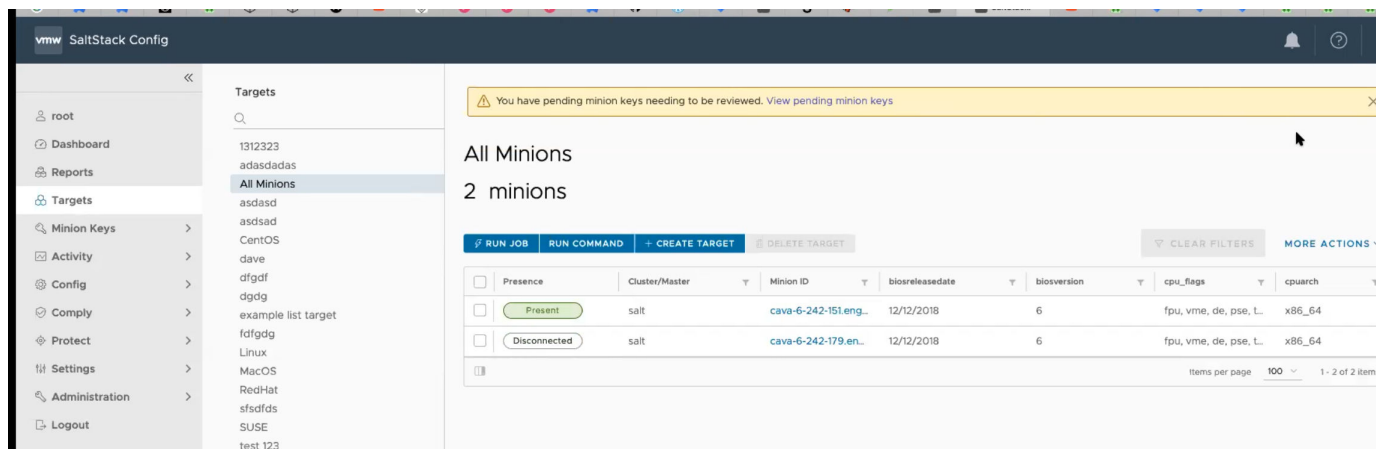 vmw SaltStack Config
root
Dashboard
Reports
Targets
Minion Keys
Activity
Config
Comply
Protect
Settings
Administration
Logout
Targets
1312323
adasdadas
All Minions
asdasd
asdsad
CentOS
dave
dfgdf
dgdg
example list target
fdfgdg
Linux
MacOS
RedHat
sfsdfds
SUSE
test 123
You have pending minion keys needing to be reviewed. View pending minion keys
All Minions
2 minions
RUN JOB RUN COMMAND + CREATE TARGET DELETE TARGET CLEAR FILTERS MORE ACTIONS
Presence Cluster/Master Minion ID biosreleasedate biosversion cpu_flags cpuarch
Present salt cava-6-242-151.eng... 12/12/2018 6 fpu, vme, de, pse, t... x86_64
Disconnected salt cava-6-242-179.en... 12/12/2018 6 fpu, vme, de, pse, t... x86_64
Items per page 100 1 - 2 of 2 item